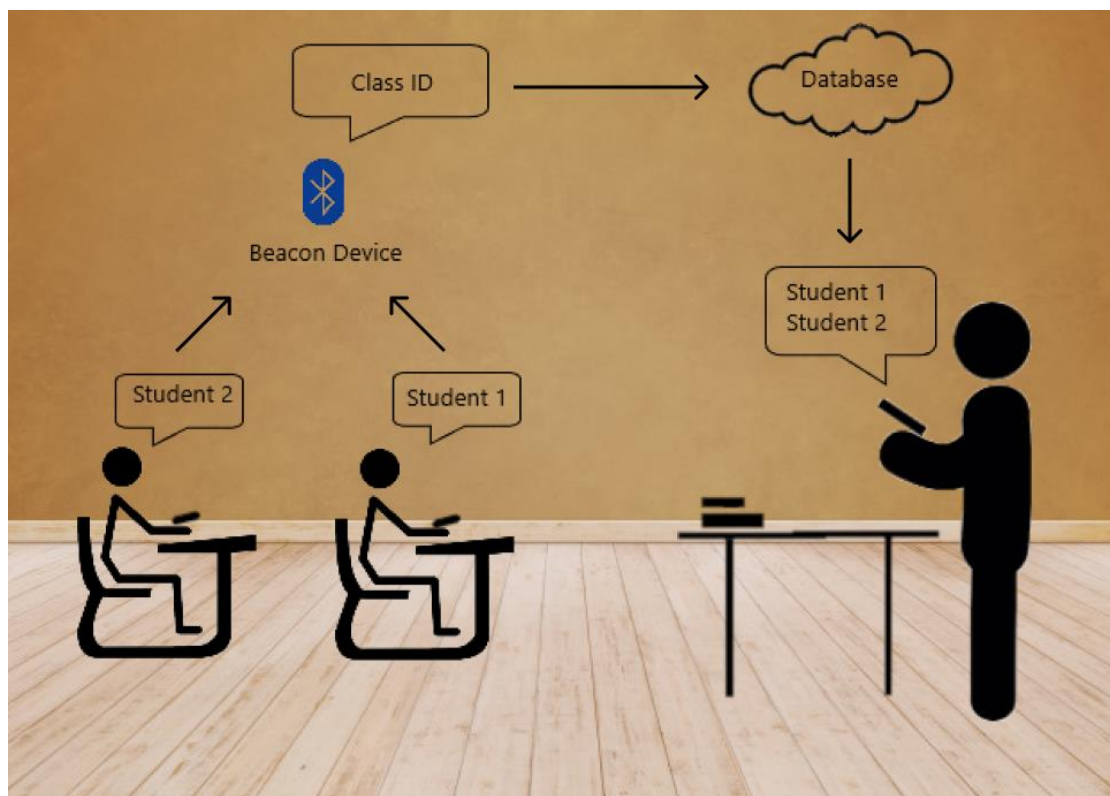 Class ID
Database
Beacon Device
Student 1
Student 2
Student 2
Student 1